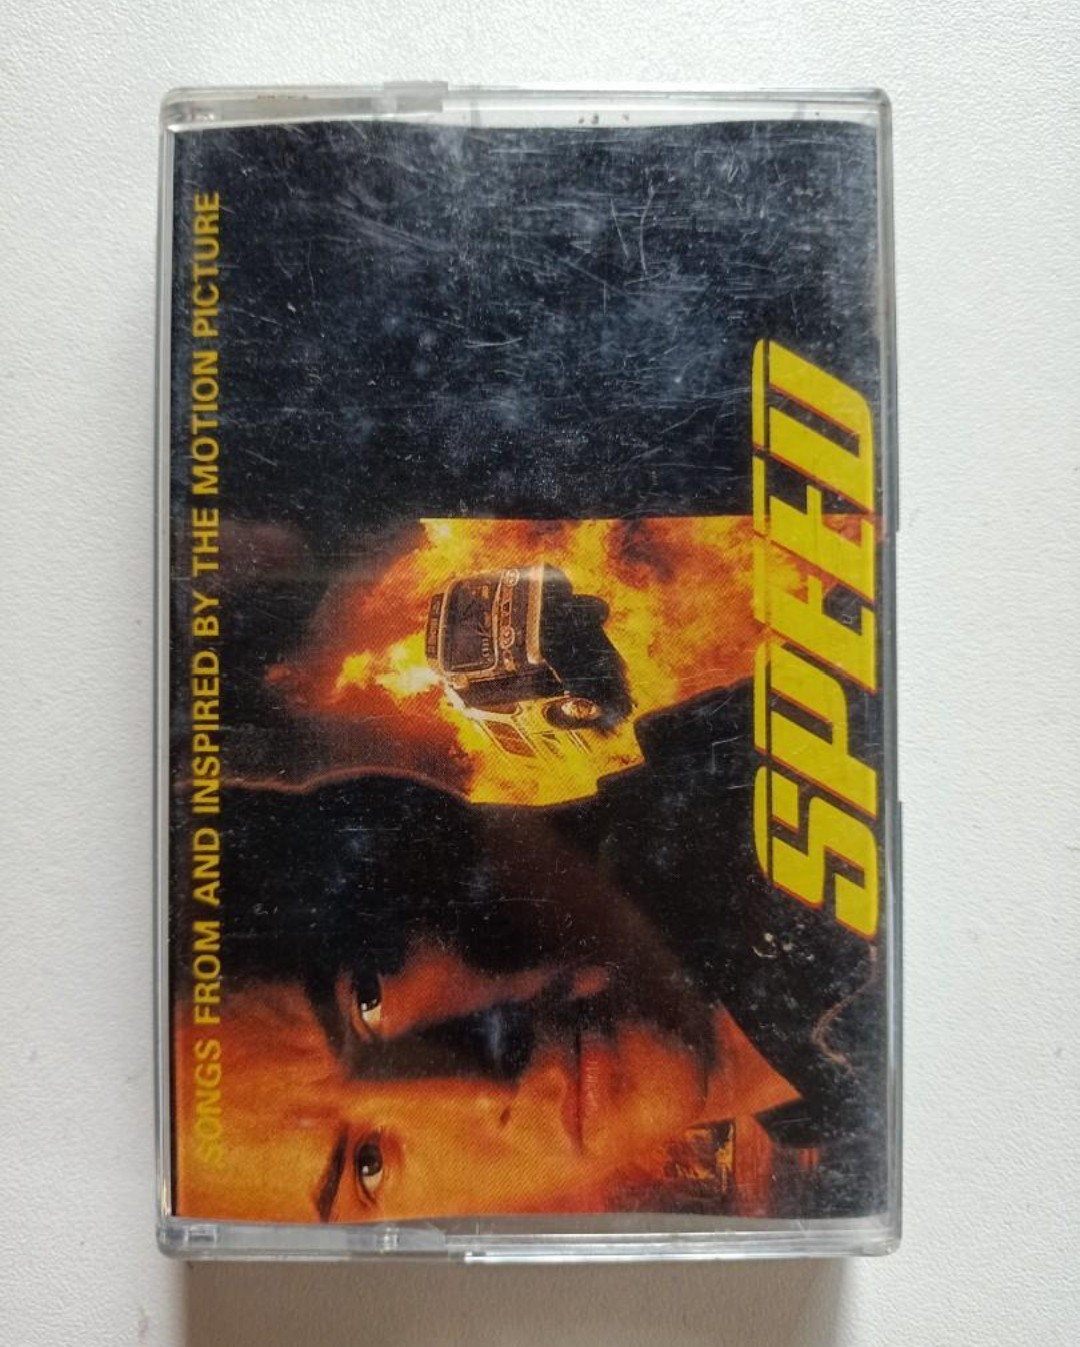 SONGS FROM AND INSPIRED BY THE MOTION PICTURE
SPEED